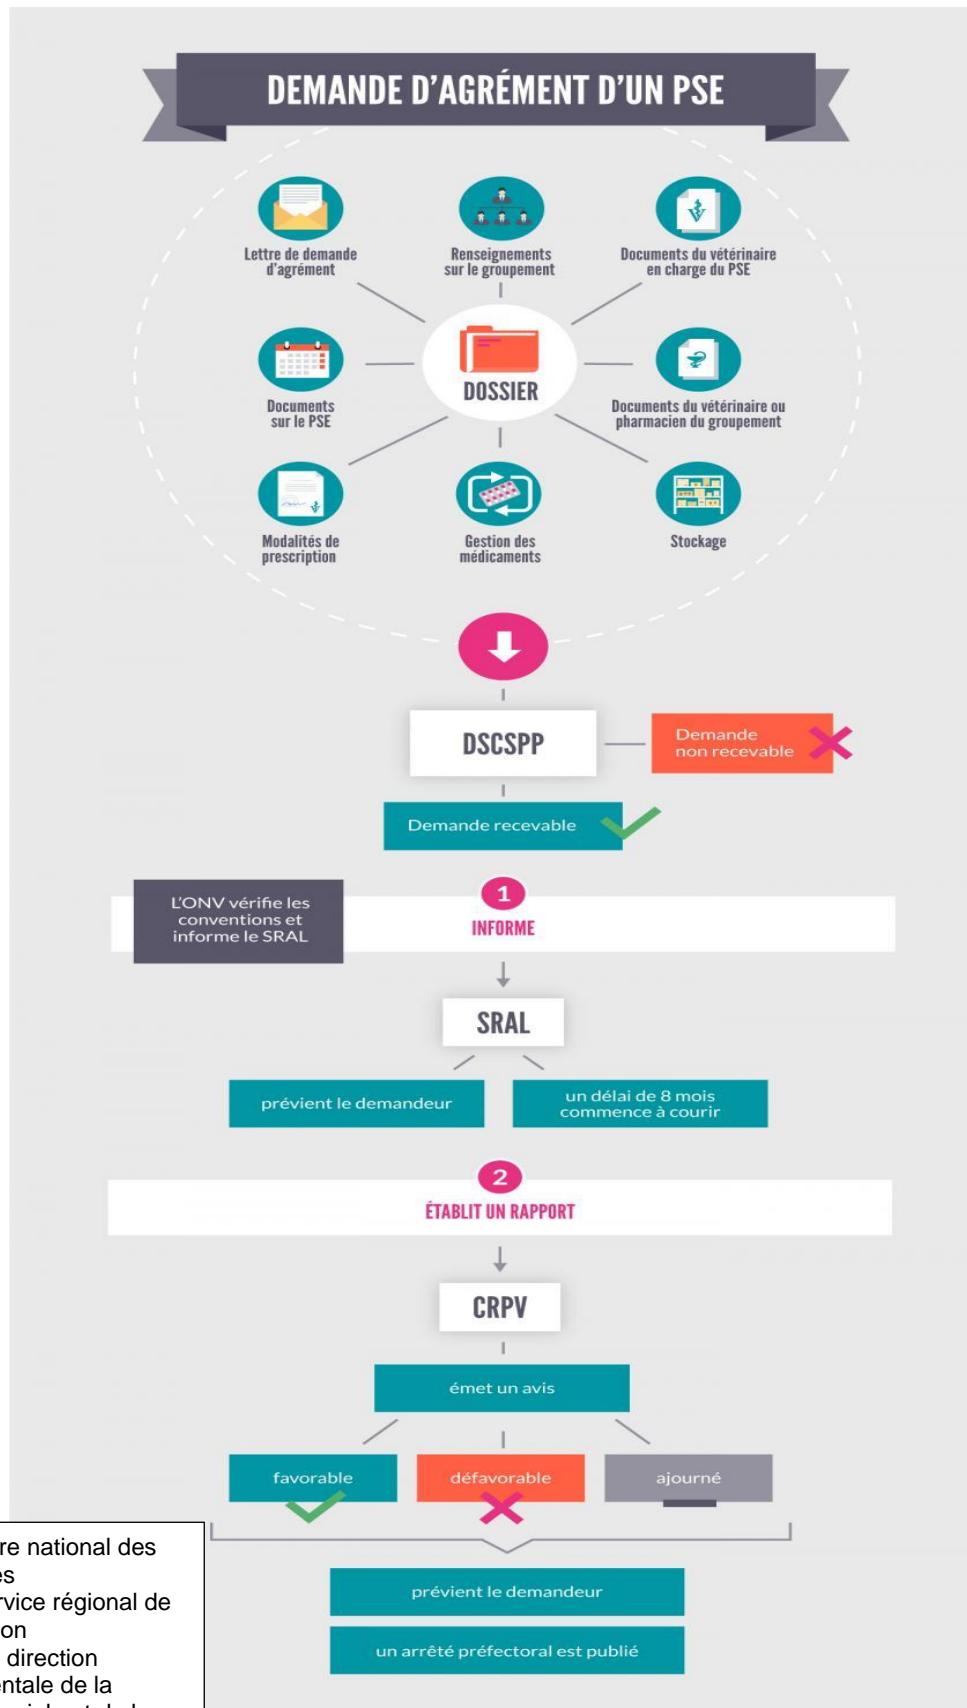 DEMANDE D'AGRÉMENT D'UN PSE
Lettre de demande
d'agrément
Renseignements
sur le groupement
Documents du vétérinaire
en charge du PSE
Documents
sur le PSE
DOSSIER
Documents du vétérinaire ou
pharmacien du groupement
Modalités de
prescription
Gestion des
médicaments
Stockage
DSCSPP
Demande
non recevable
Demande recevable
L'ONV vérifie les
conventions et
informe le SRAL
1
INFORME
SRAL
prévient le demandeur
un délai de 8 mois
commence à courir
2
ÉTABLIT UN RAPPORT
CRPV
émet un avis
favorable
défavorable
ajourné
prévient le demandeur
un arrêté préfectoral est publié
re national des
es
rvice régional de
on
direction
entale de la